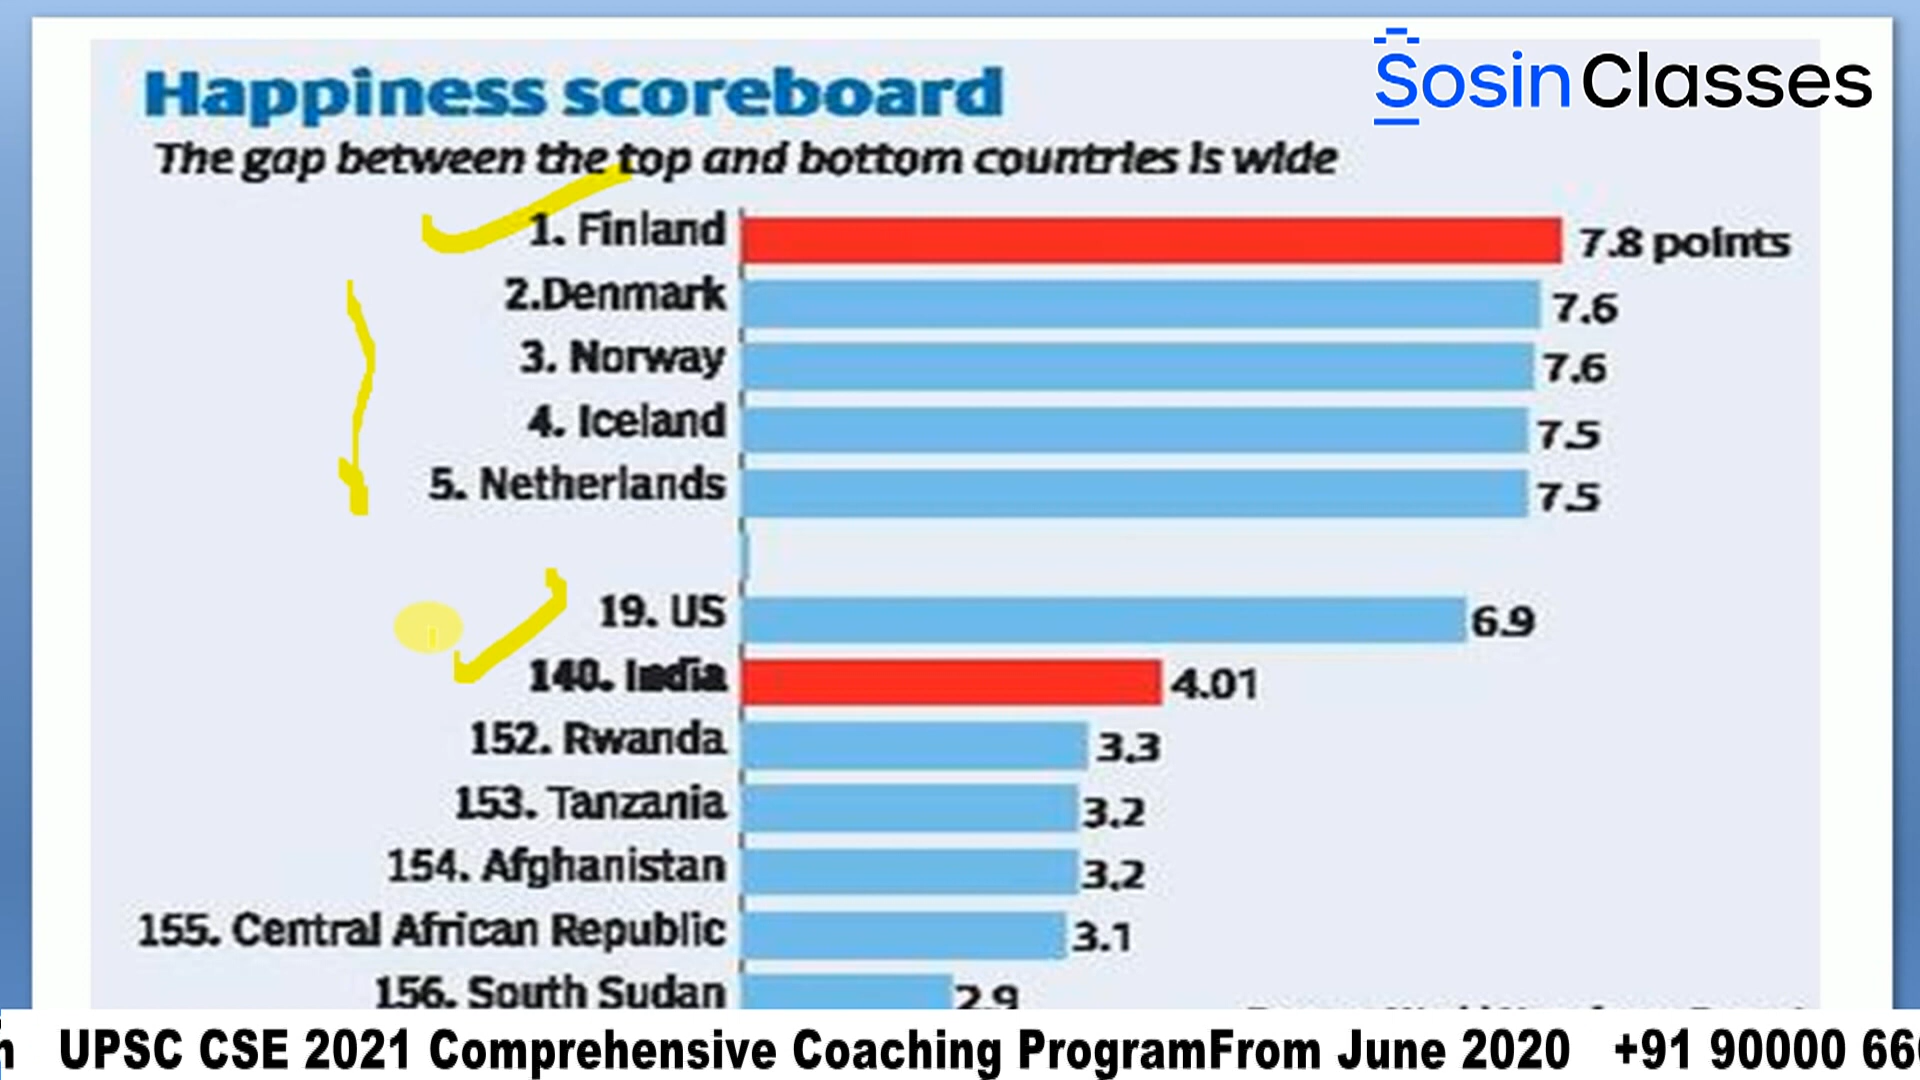 Happiness scoreboard
Sosin Classes
The gap between the top and bottom countries is wide
1. Finland 7.8 points
2.Denmark 7.6
3. Norway 7.6
4. Iceland 7.5
5. Netherlands 7.5
19. US 6.9
140. India 4.01
152. Rwanda 3.3
153. Tanzania 3.2
154. Afghanistan 3.2
155. Central African Republic 3.1
156. South Sudan 2.9
UPSC CSE 2021 Comprehensive Coaching ProgramFrom June 2020 +91 90000 66